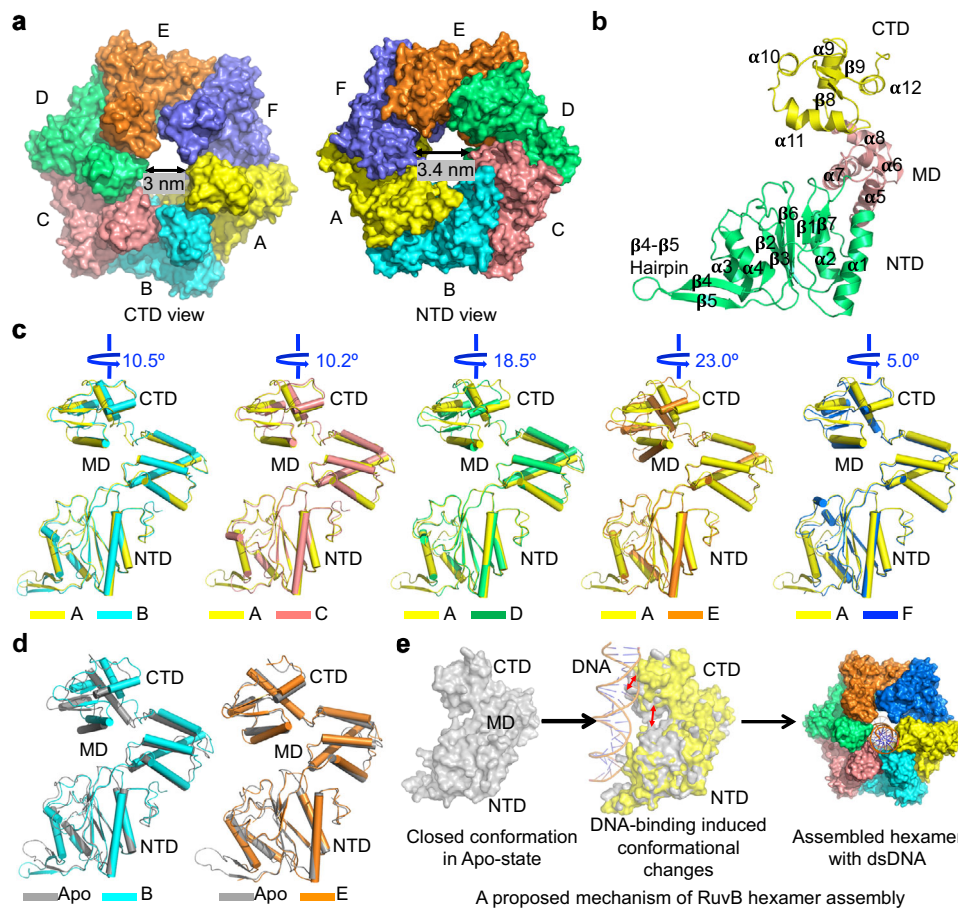 a
E
D
F
3 nm
C
A
B
CTD view
E
F
D
3.4 nm
A
C
B
NTD view
b
CTD
α9
α10
β9
α12
β8
α11
α8
α7
α6
MD
α5
β6
β1
β7
β2
β3
α2
α1
NTD
β4-β5
Hairpin
α3
α4
β4
β5
c
10.5º
CTD
MD
NTD
A B
10.2º
CTD
MD
NTD
A C
18.5º
CTD
MD
NTD
A D
23.0º
CTD
MD
NTD
A E
5.0º
CTD
MD
NTD
A F
d
CTD
MD
NTD
Apo B
CTD
MD
NTD
Apo E
e
CTD
MD
NTD
Closed conformation
in Apo-state
DNA
CTD
NTD
DNA-binding induced
conformational
changes
Assembled hexamer
with dsDNA
A proposed mechanism of RuvB hexamer assembly